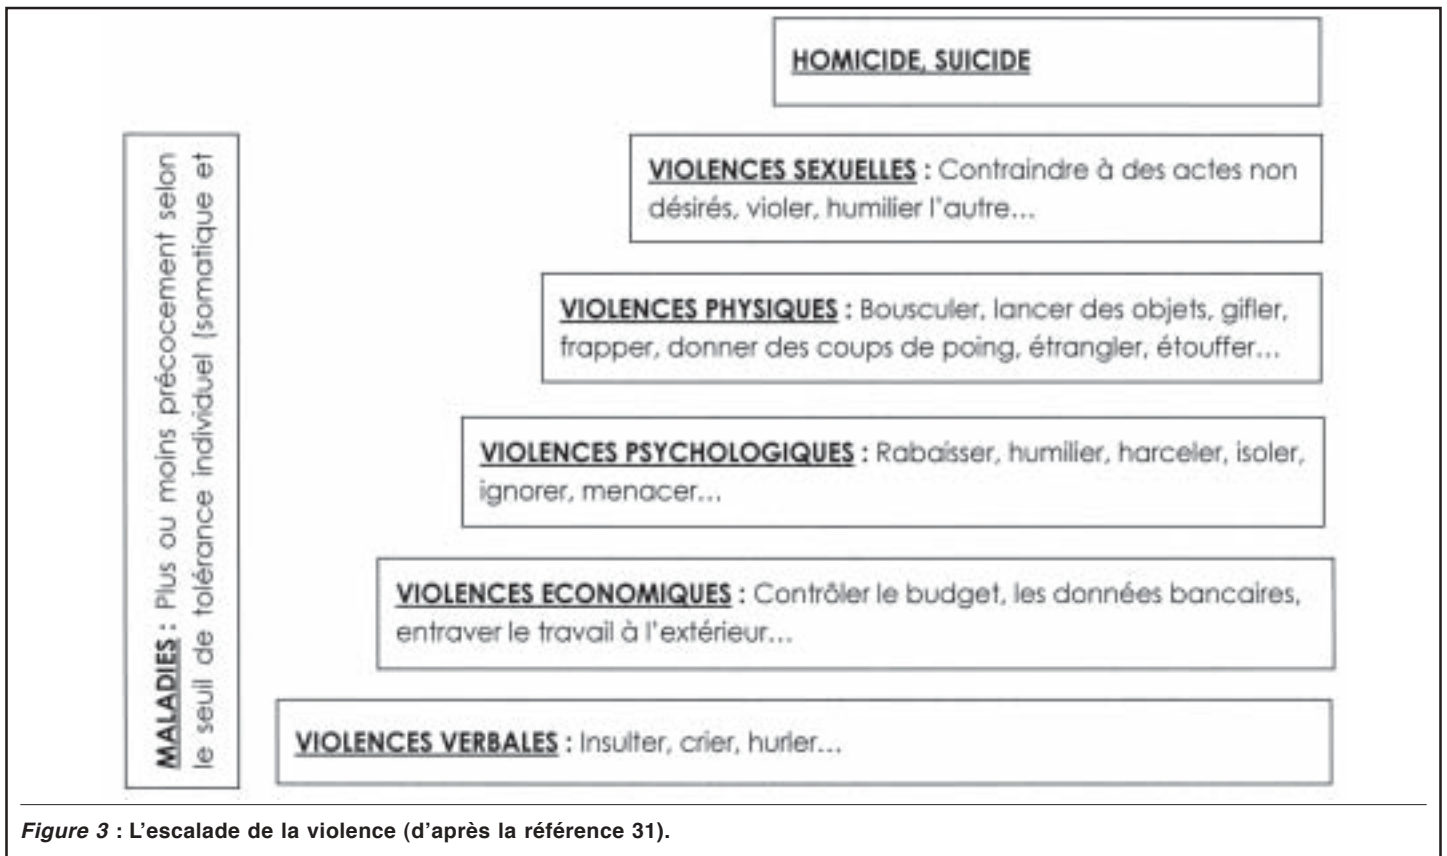 HOMICIDE, SUICIDE
VIOLENCES SEXUELLES : Contraindre à des actes non
désirés, violer, humilier l'autre...
VIOLENCES PHYSIQUES : Bousculer, lancer des objets, gifler,
frapper, donner des coups de poing, étrangler, étouffer...
VIOLENCES PSYCHOLOGIQUES : Rabaisser, humilier, harceler, isoler,
ignorer, menacer...
VIOLENCES ECONOMIQUES : Contrôler le budget, les données bancaires,
entraver le travail à l'extérieur...
VIOLENCES VERBALES : Insulter, crier, hurler...
MALADIES : Plus ou moins précocement selon
le seuil de tolérance individuel (somatique et
Figure 3 : L'escalade de la violence (d'après la référence 31).